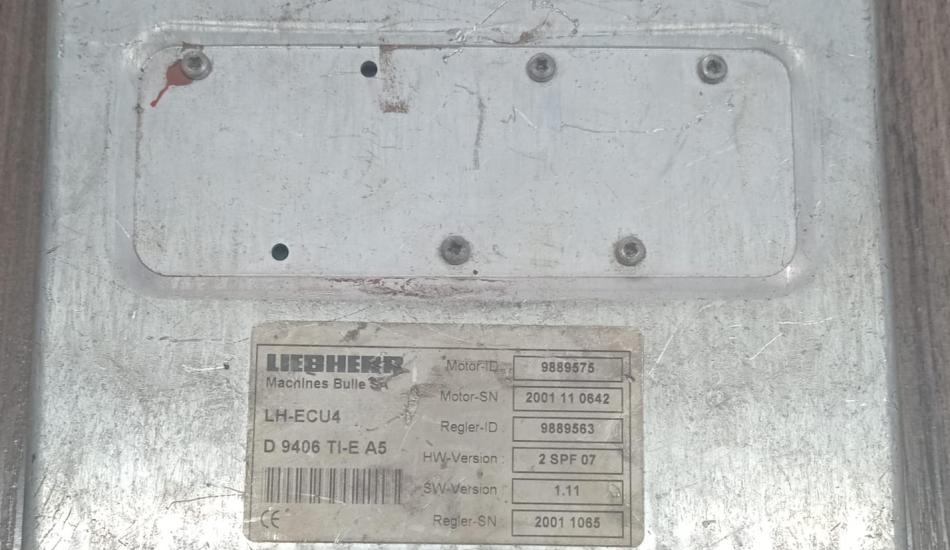 LIEBHERR
Machines Bulle SA
LH-ECU4
D 9406 TI-E A5
CE
Motor-ID 9889575
Motor-SN 2001 11 0642
Regler-ID 9889563
HW-Version 2 SPF 07
SW-Version 1.11
Regler-SN 2001 1065